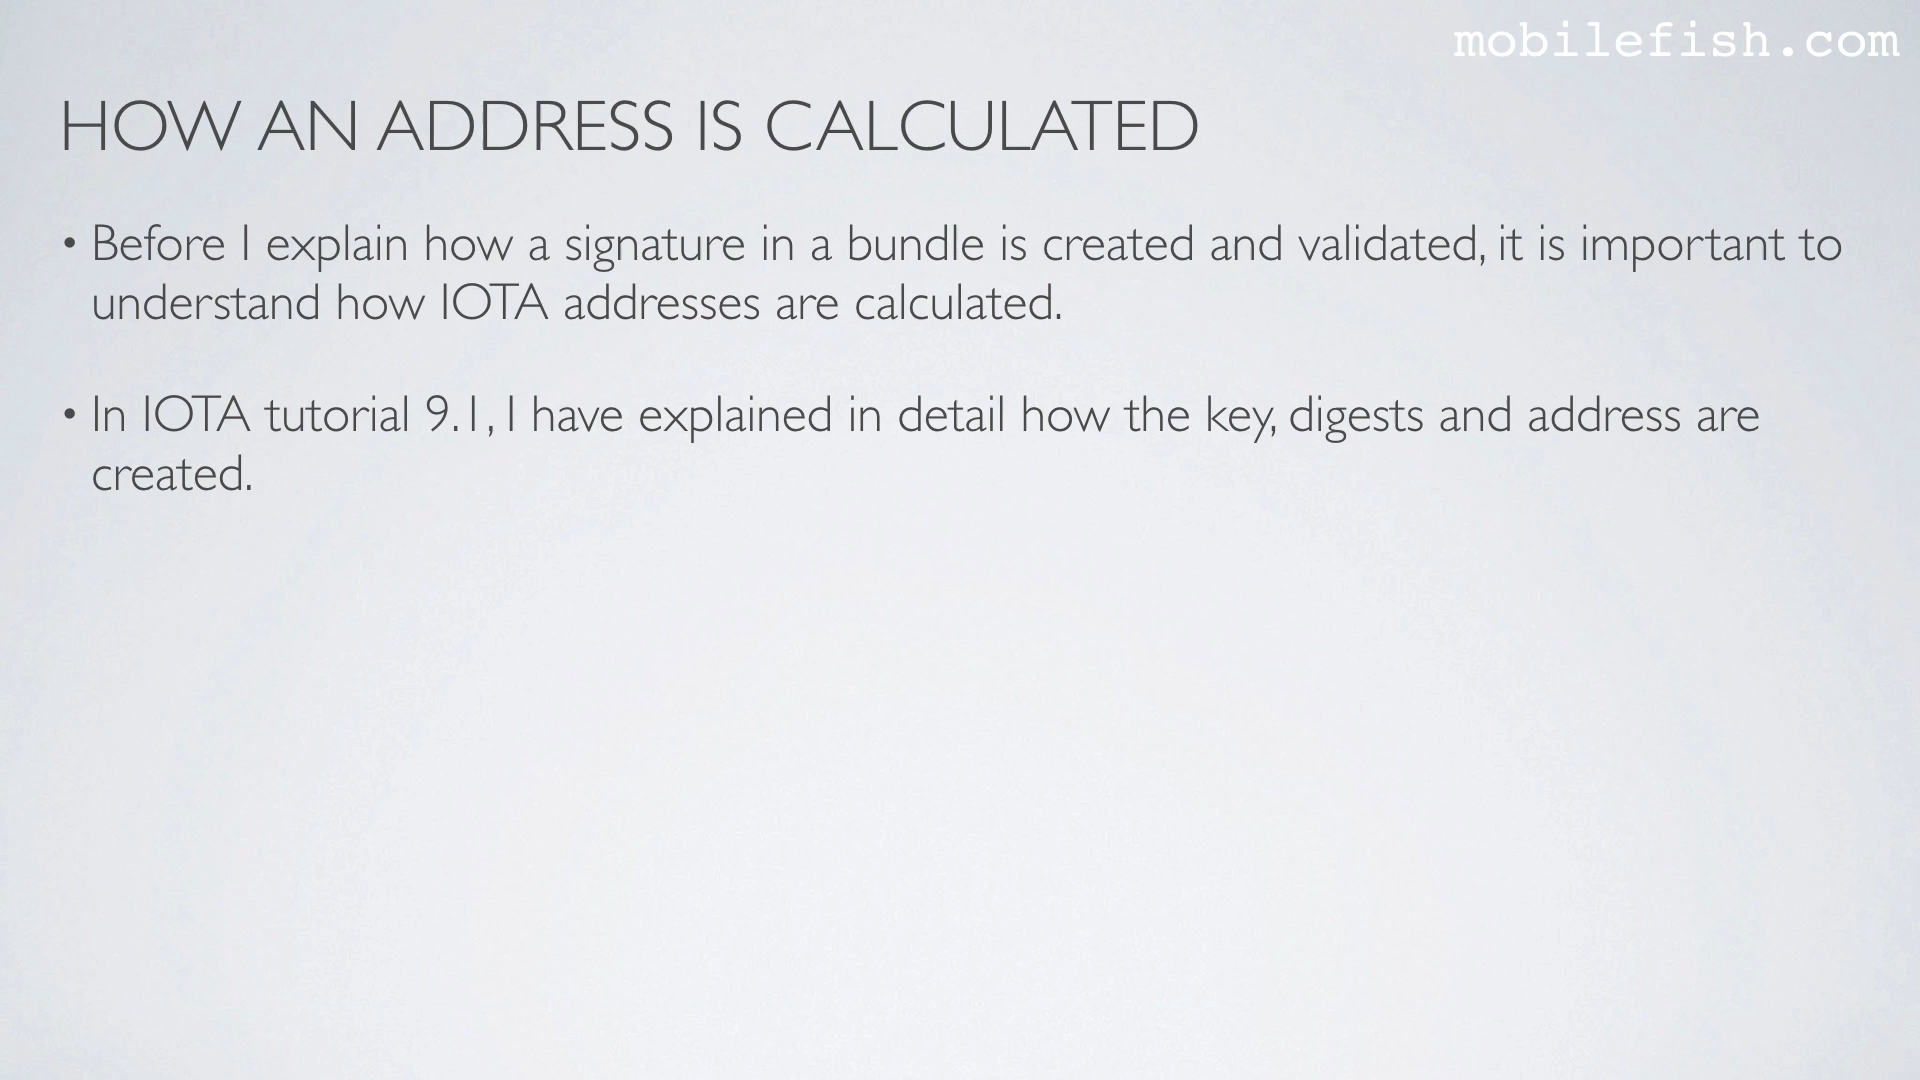 mobilefish.com
HOW AN ADDRESS IS CALCULATED
• Before I explain how a signature in a bundle is created and validated, it is important to
understand how IOTA addresses are calculated.
• In IOTA tutorial 9.1, I have explained in detail how the key, digests and address are
created.